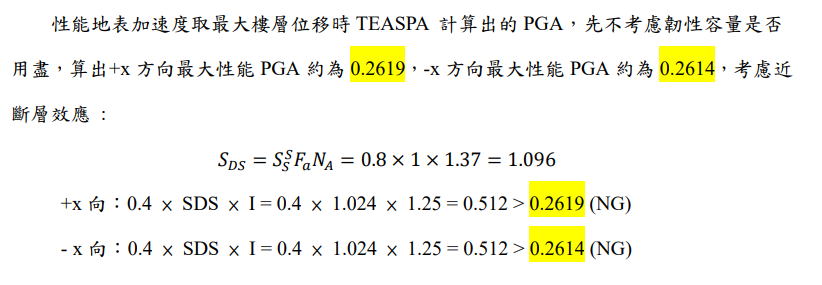 性能地表加速度取最大樓層位移時 TEASPA 計算出的 PGA，先不考慮韌性容量是否
用盡，算出+x 方向最大性能 PGA 約為 0.2619，-x 方向最大性能 PGA 約為 0.2614，考慮近
斷層效應：
S_{DS} = S_S^S F_a N_A = 0.8 × 1 × 1.37 = 1.096
+x 向：0.4 × SDS × I = 0.4 × 1.024 × 1.25 = 0.512 > 0.2619 (NG)
- x 向：0.4 × SDS × I = 0.4 × 1.024 × 1.25 = 0.512 > 0.2614 (NG)